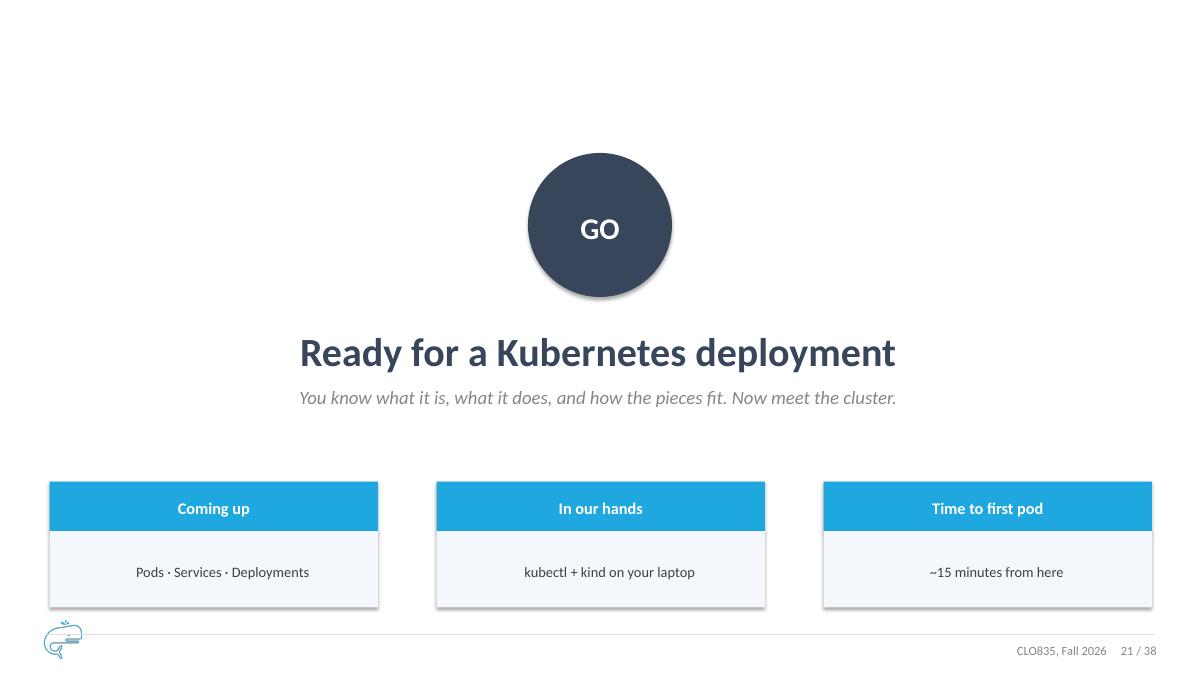 GO
Ready for a Kubernetes deployment
You know what it is, what it does, and how the pieces fit. Now meet the cluster.
Coming up
Pods · Services · Deployments
In our hands
kubectl + kind on your laptop
Time to first pod
~15 minutes from here
CLO835, Fall 2026 21 / 38